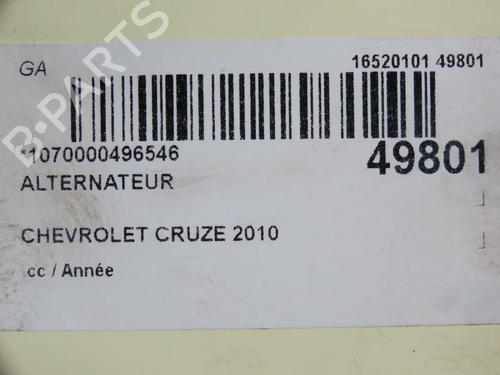 GA
16520101 49801
*1070000496546
49801
ALTERNATEUR
CHEVROLET CRUZE 2010
cc / Année
B-PARTS